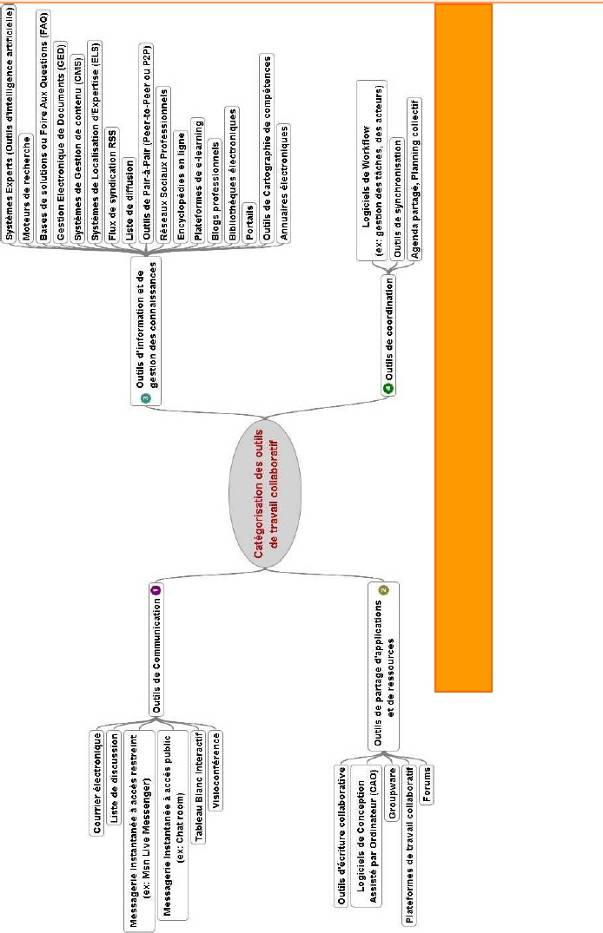 Catégorisation des outils
de travail collaboratif
Outils de Communication 1
Courrier électronique
Liste de discussion
Messagerie instantanée à accès restreint
(ex: Msn Live Messenger)
Messagerie instantanée à accès public
(ex: Chat room)
Tableau Blanc Interactif
Visioconférence
Outils de partage d'applications
et de ressources
2
Outils d'écriture collaborative
Logiciels de Conception
Assisté par Ordinateur (CAO)
Groupware
Plateformes de travail collaboratif
Forums
3
Outils d'information et de
gestion des connaissances
Systèmes Experts (Outils d'intelligence artificielle)
Moteurs de recherche
Bases de solutions ou Foire Aux Questions (FAQ)
Gestion Electronique de Documents (GED)
Systèmes de Gestion de contenu (CMS)
Systèmes de Localisation d'Expertise (ELS)
Flux de syndication RSS
Liste de diffusion
Outils de Pair-à-Pair (Peer-to-Peer ou P2P)
Réseaux Sociaux Professionnels
Encyclopédies en ligne
Plateformes de e-learning
Blogs professionnels
Bibliothèques électroniques
Portails
Outils de Cartographie de compétences
Annuaires électroniques
4 Outils de coordination
Logiciels de Workflow
(ex: gestion des tâches, des acteurs)
Outils de synchronisation
Agenda partagé, Planning collectif